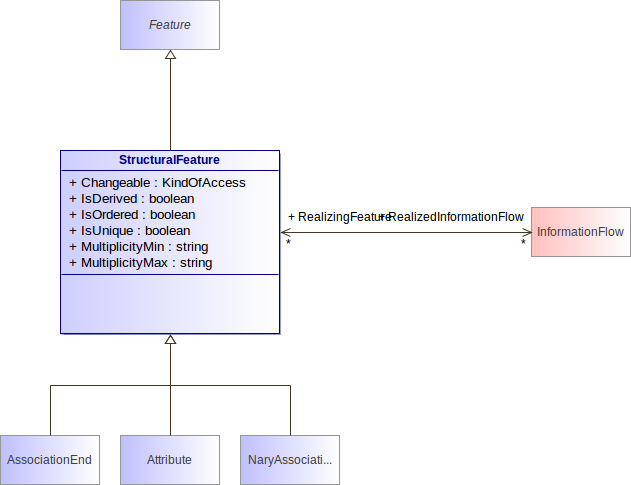 Feature
StructuralFeature
+ Changeable : KindOfAccess
+ IsDerived : boolean
+ IsOrdered : boolean
+ IsUnique : boolean
+ MultiplicityMin : string
+ MultiplicityMax : string
+ RealizingFeature
+ RealizedInformationFlow
*
*
InformationFlow
AssociationEnd
Attribute
NaryAssociati...